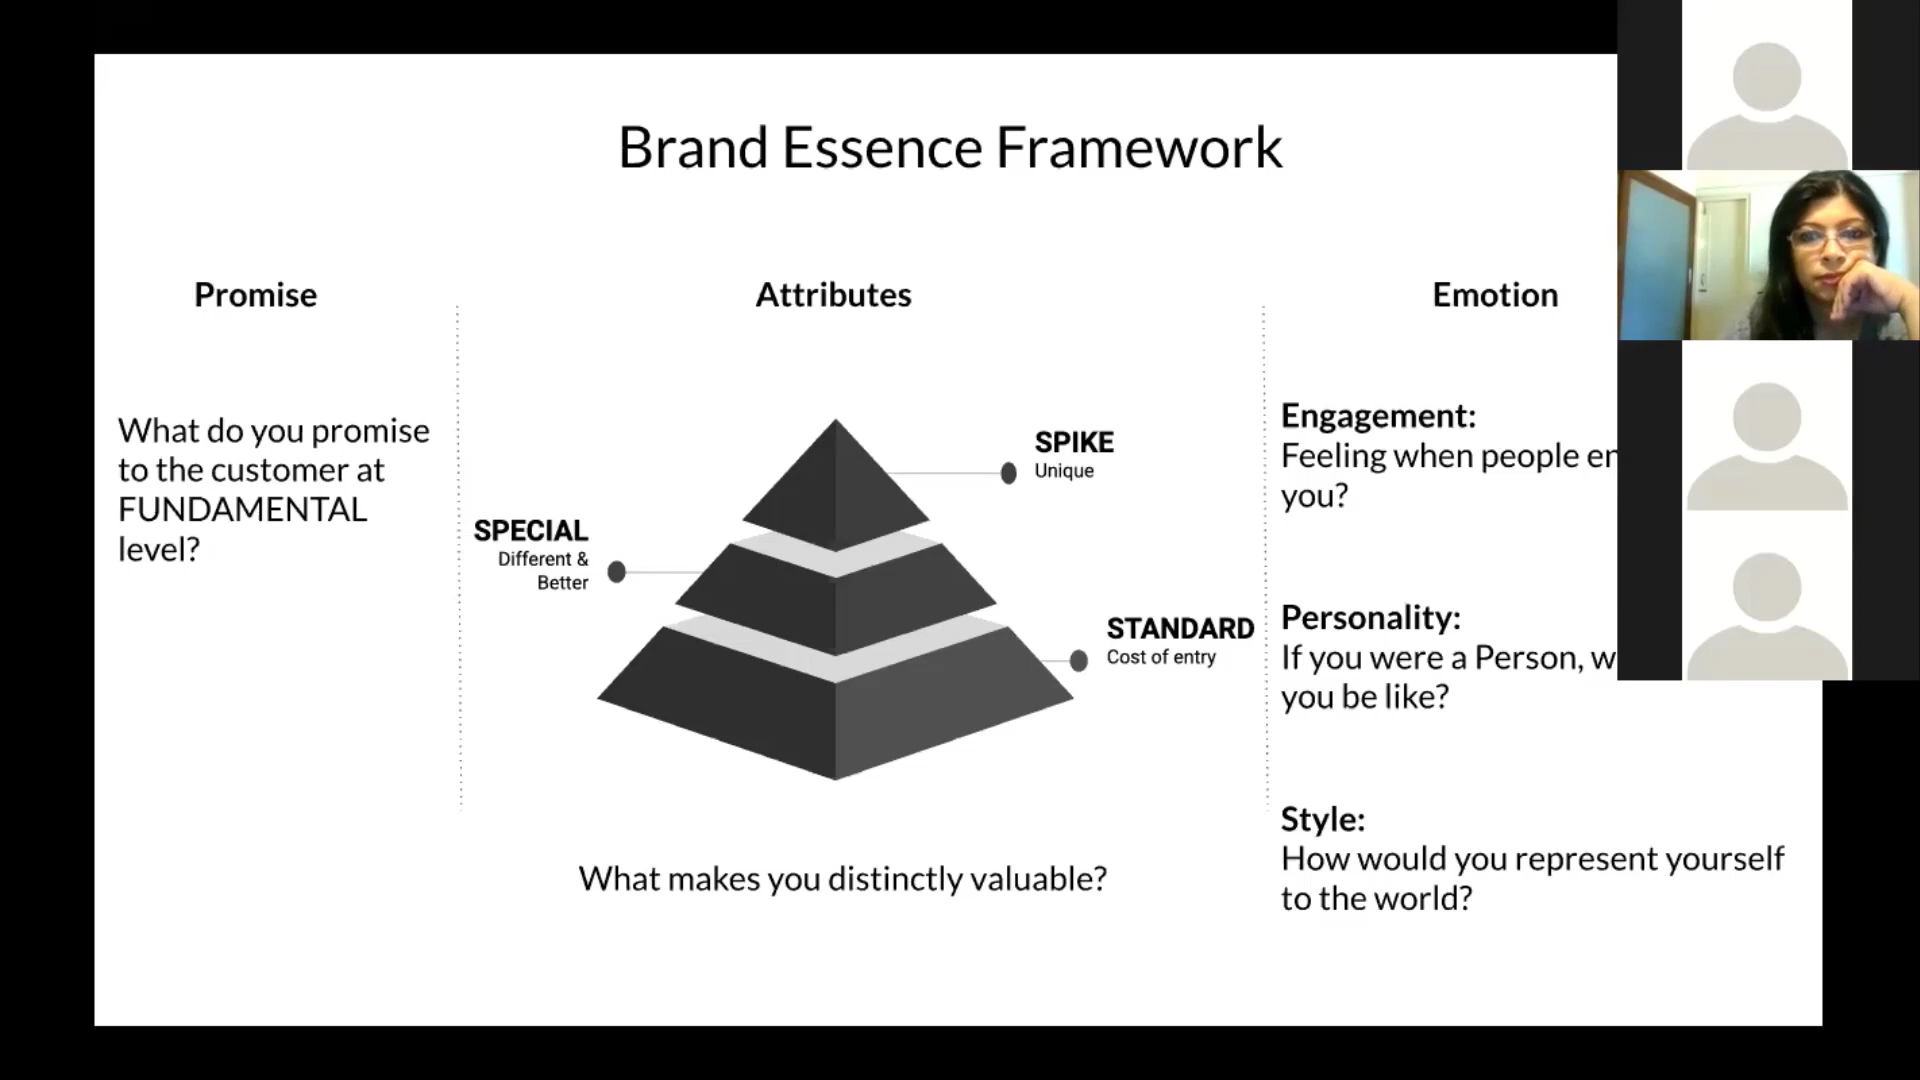 Brand Essence Framework
Promise
What do you promise
to the customer at
FUNDAMENTAL
level?
Attributes
SPIKE
Unique
SPECIAL
Different &
Better
STANDARD
Cost of entry
What makes you distinctly valuable?
Emotion
Engagement:
Feeling when people
you?
Personality:
If you were a Person,
you be like?
Style:
How would you represent yourself
to the world?